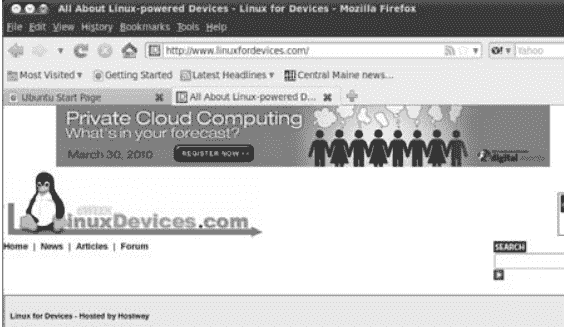 All About Linux-powered Devices - Linux for Devices - Mozilla Firefox
File Edit View History Bookmarks Tools Help
http://www.linuxfordevices.com/
Yahoo
Most Visited Getting Started Latest Headlines Central Maine news...
Ubuntu Start Page
All About Linux-powered D...
Private Cloud Computing
What's in your forecast?
March 30, 2010
REGISTER NOW
digital
eWEEK
LinuxDevices.com
Home | News | Articles | Forum
SEARCH
Linux for Devices - Hosted by Hostway